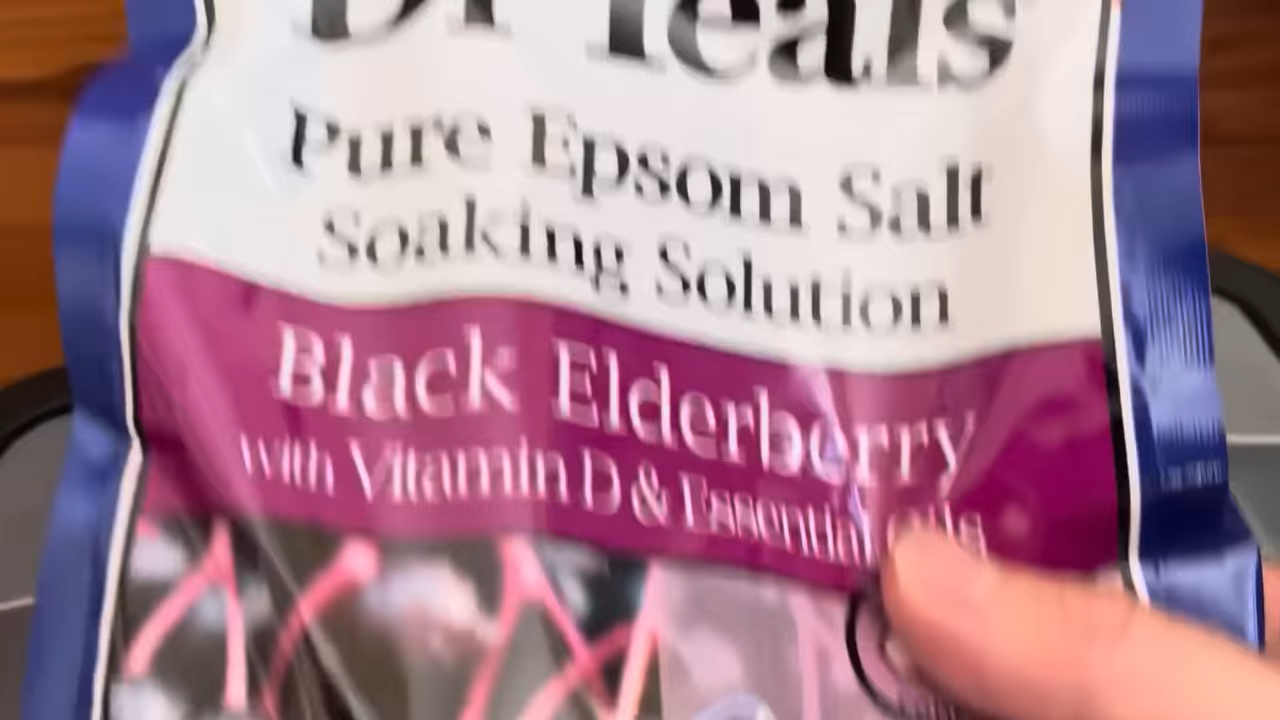 Dr Teals
Pure Epsom Salt
Soaking Solution
Black Elderberry
with Vitamin D & Essential Oils